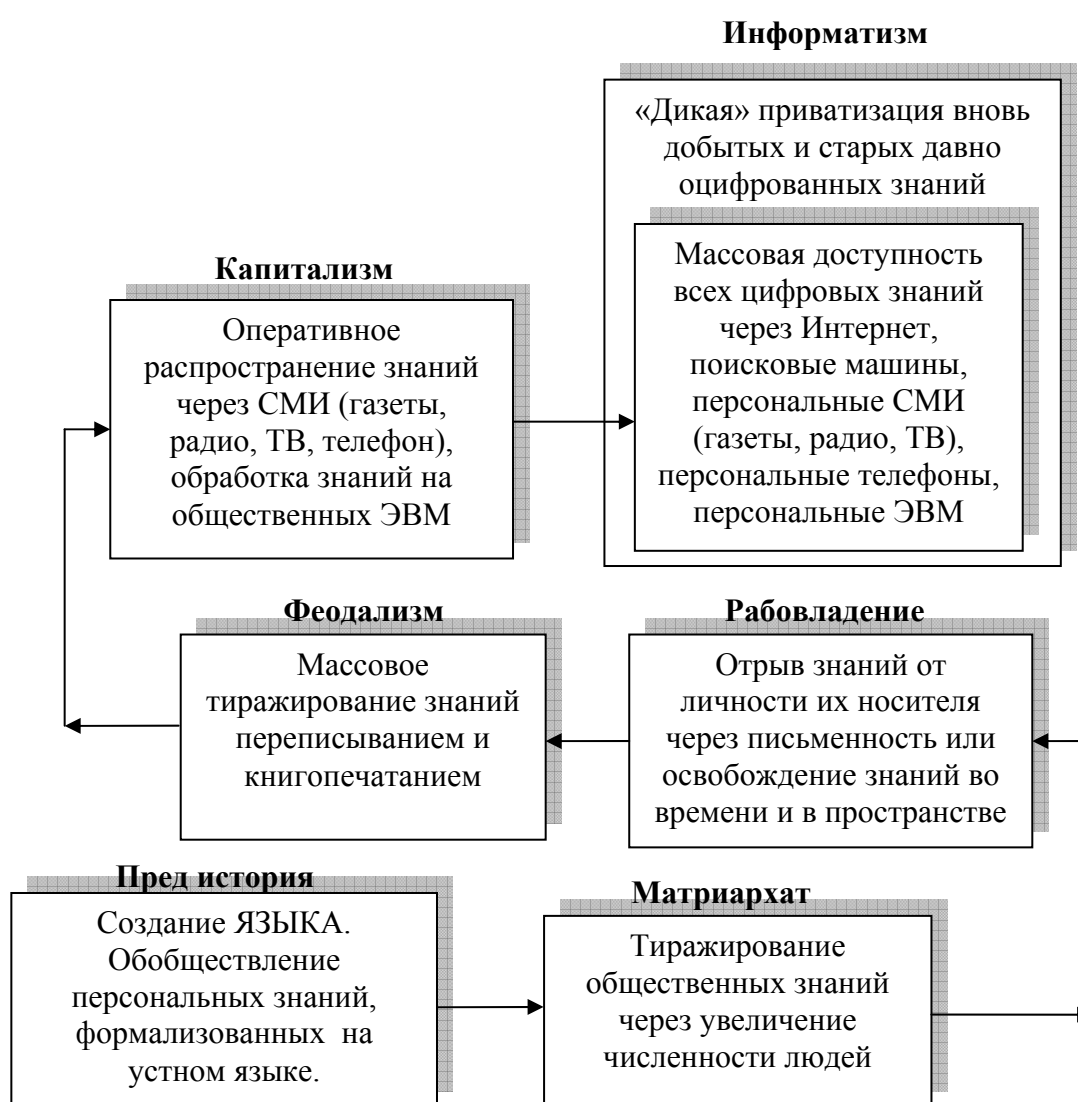 Информатизм
«Дикая» приватизация вновь
добытых и старых давно
оцифрованных знаний
Массовая доступность
всех цифровых знаний
через Интернет,
поисковые машины,
персональные СМИ
(газеты, радио, ТВ),
персональные телефоны,
персональные ЭВМ
Капитализм
Оперативное
распространение знаний
через СМИ (газеты,
радио, ТВ, телефон),
обработка знаний на
общественных ЭВМ
Феодализм
Массовое
тиражирование знаний
переписыванием и
книгопечатанием
Рабовладение
Отрыв знаний от
личности их носителя
через письменность или
освобождение знаний во
времени и в пространстве
Пред история
Создание ЯЗЫКА.
Обобществление
персональных знаний,
формализованных на
устном языке.
Матриархат
Тиражирование
общественных знаний
через увеличение
численности людей